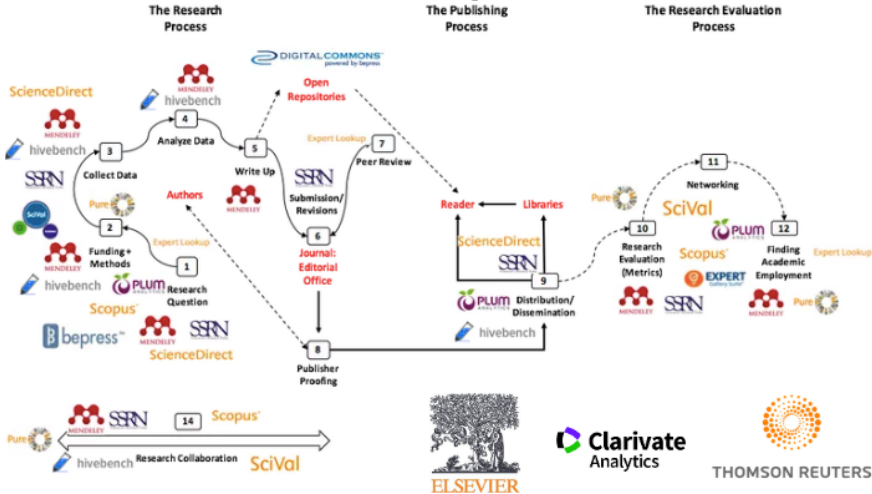 The Research
Process
The Publishing
Process
The Research Evaluation
Process
DIGITALCOMMONS™
powered by bepress
Open
Repositories
ScienceDirect
MENDELEY
hivebench
MENDELEY
hivebench
4
Analyze Data
3
Collect Data
5
Write Up
MENDELEY
Expert Lookup
7
Peer Review
SSRN
Submission/
Revisions
6
Journal:
Editorial
Office
SSRN
Authors
Pure
SciVal
2
Funding +
Methods
MENDELEY
hivebench
Expert Lookup
1
Research
Question
PLUM
ANALYTICS
Scopus
bepress™
MENDELEY
SSRN
ScienceDirect
8
Publisher
Proofing
Reader
Libraries
ScienceDirect
SSRN
9
Distribution/
Dissemination
PLUM
ANALYTICS
hivebench
11
Networking
Pure
SciVal
10
Research
Evaluation
(Metrics)
PLUM
ANALYTICS
12
Finding
Academic
Employment
Scopus
Expert Lookup
EXPERT
Gallery Suite
MENDELEY
SSRN
MENDELEY
Pure
MENDELEY
SSRN
14
Scopus
Pure
hivebench
Research Collaboration
SciVal
ELSEVIER
Clarivate
Analytics
THOMSON REUTERS